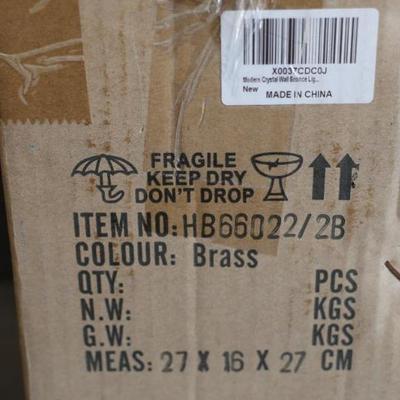 X0037CDC0J
Modern Crystal Wall Sconce Lig...
New
MADE IN CHINA
FRAGILE
KEEP DRY
DON'T DROP
ITEM NO: HB66022/2B
COLOUR: Brass
QTY: PCS
N.W: KGS
G.W: KGS
MEAS: 27 X 16 X 27 CM